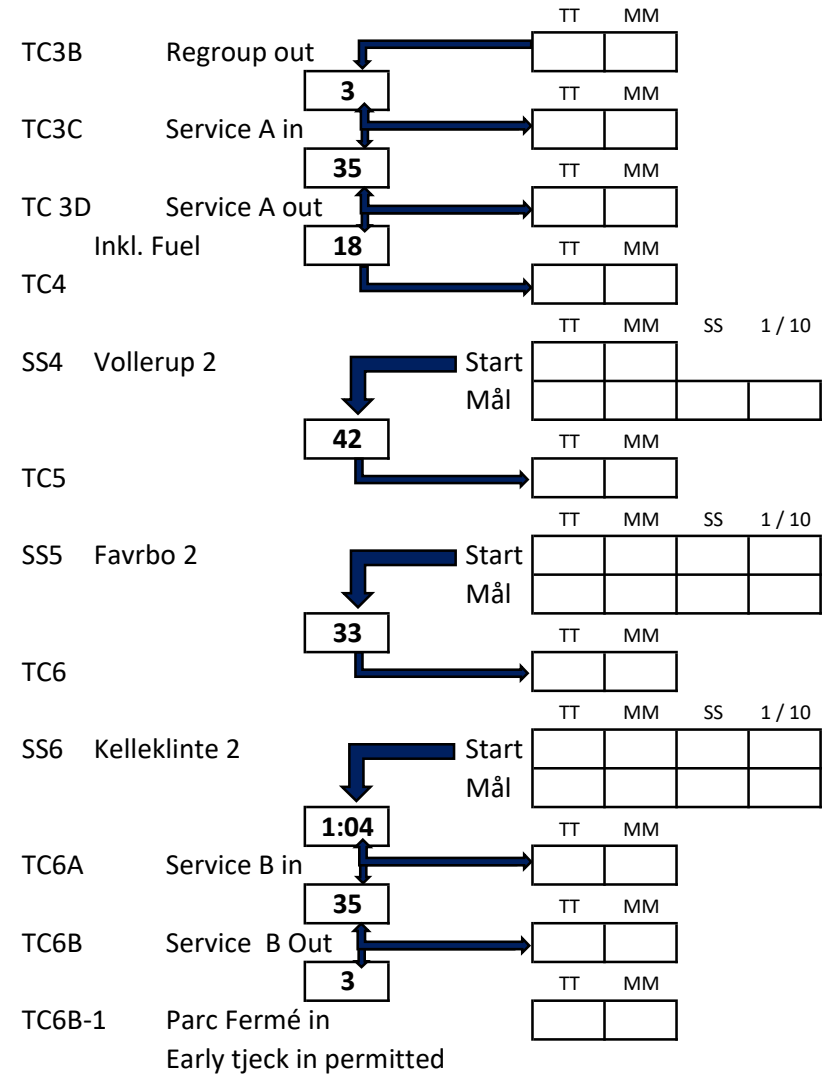 TT MM
TC3B Regroup out
3
TT MM
TC3C Service A in
35
TT MM
TC 3D Service A out
Inkl. Fuel 18 TT MM
TC4
TT MM SS 1 / 10
SS4 Vollerup 2 Start
Mål
42 TT MM
TC5
TT MM SS 1 / 10
SS5 Favrbo 2 Start
Mål
33 TT MM
TC6
TT MM SS 1 / 10
SS6 Kelleklinte 2 Start
Mål
1:04 TT MM
TC6A Service B in
35 TT MM
TC6B Service B Out
3 TT MM
TC6B-1 Parc Fermé in
Early tjeck in permitted